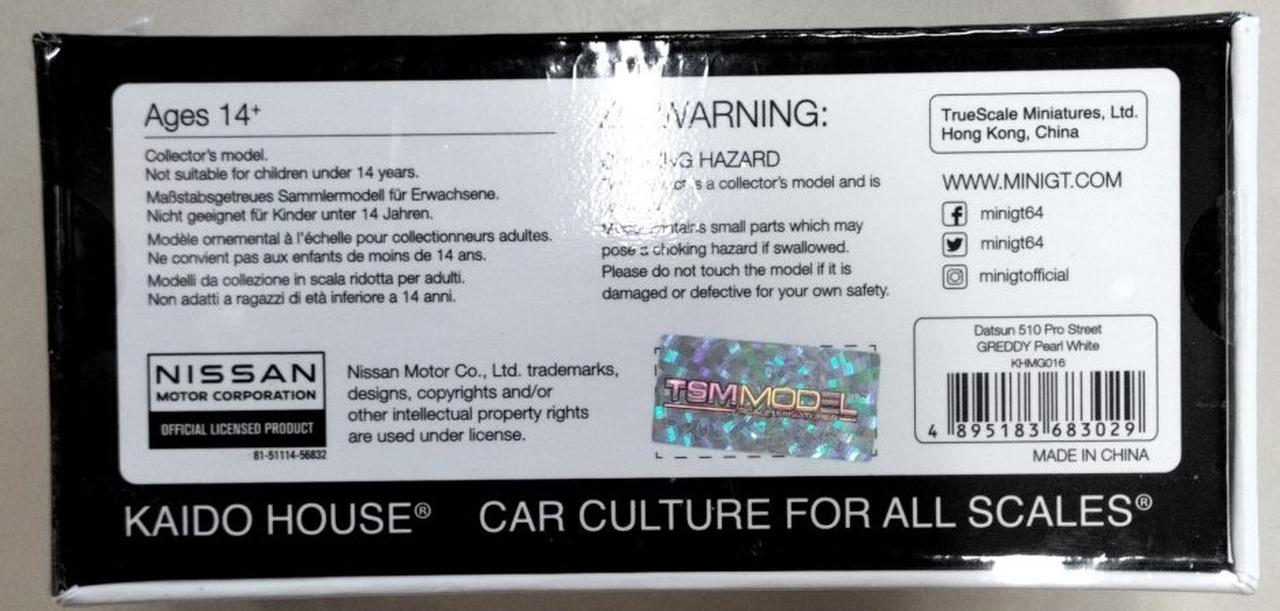 Ages 14+
Collector's model.
Not suitable for children under 14 years.
Maßstabsgetreues Sammlermodell für Erwachsene.
Nicht geeignet für Kinder unter 14 Jahren.
Modèle ornemental à l'échelle pour collectionneurs adultes.
Ne convient pas aux enfants de moins de 14 ans.
Modelli da collezione in scala ridotta per adulti.
Non adatti a ragazzi di età inferiore a 14 anni.
NISSAN
MOTOR CORPORATION
OFFICIAL LICENSED PRODUCT
81-51114-56832
Nissan Motor Co., Ltd. trademarks,
designs, copyrights and/or
other intellectual property rights
are used under license.
WARNING:
HAZARD
is a collector's model and is
contains small parts which may
pose a choking hazard if swallowed.
Please do not touch the model if it is
damaged or defective for your own safety.
TSM MODEL
TrueScale Miniatures, Ltd.
Hong Kong, China
WWW.MINIGT.COM
minigt64
minigt64
minigtofficial
Datsun 510 Pro Street
GREDDY Pearl White
KHMG016
4 895183 683029
MADE IN CHINA
KAIDO HOUSE® CAR CULTURE FOR ALL SCALES®